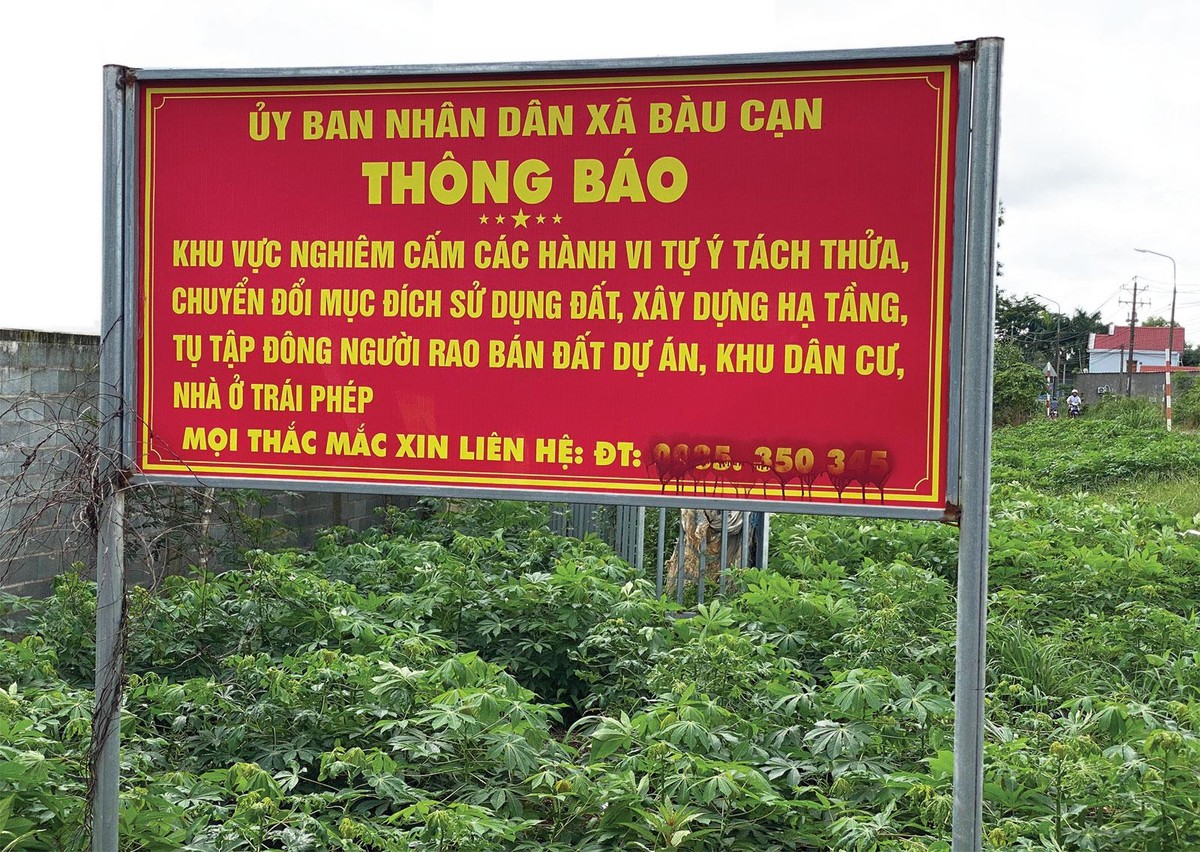 ỦY BAN NHÂN DÂN XÃ BÀU CẠN
THÔNG BÁO
KHU VỰC NGHIÊM CẤM CÁC HÀNH VI TỰ Ý TÁCH THỬA,
CHUYỂN ĐỔI MỤC ĐÍCH SỬ DỤNG ĐẤT, XÂY DỰNG HẠ TẦNG,
TỤ TẬP ĐÔNG NGƯỜI RAO BÁN ĐẤT DỰ ÁN, KHU DÂN CƯ,
NHÀ Ở TRÁI PHÉP
MỌI THẮC MẮC XIN LIÊN HỆ: ĐT: 350 345